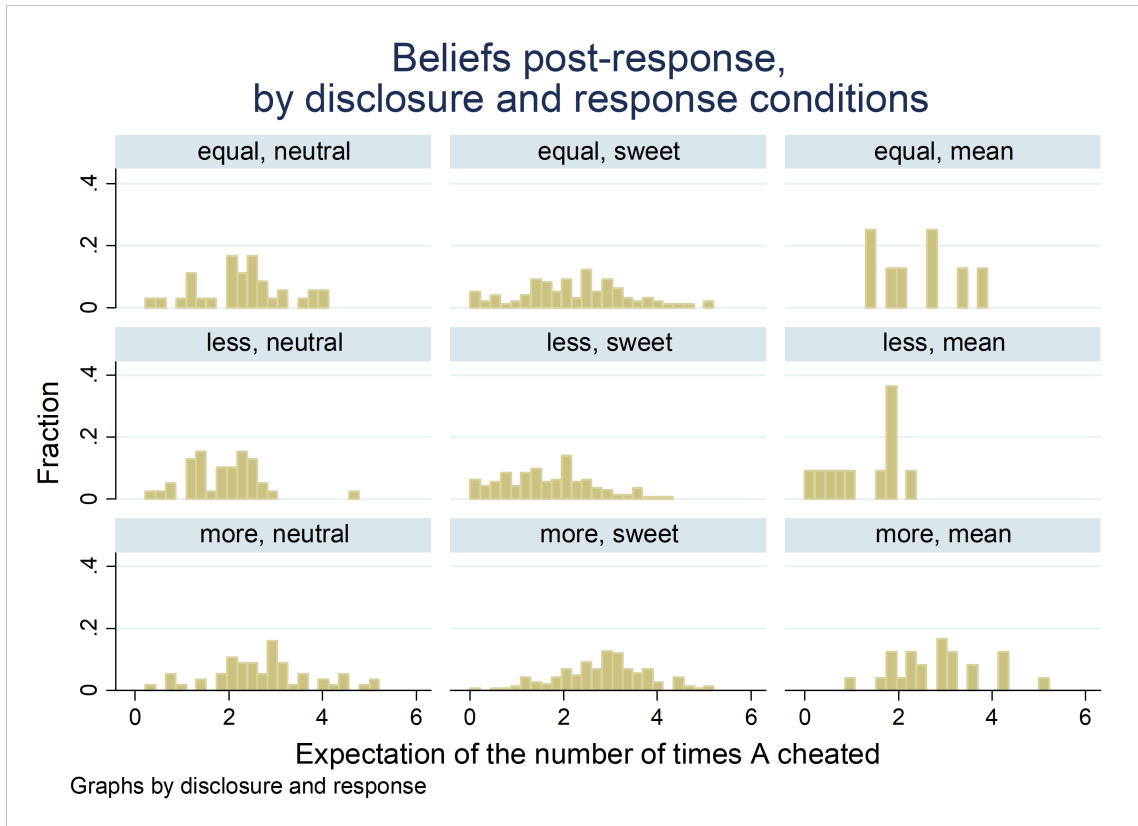 Beliefs post-response,
by disclosure and response conditions
equal, neutral
equal, sweet
equal, mean
.4
.2
0
less, neutral
less, sweet
less, mean
.4
.2
0
Fraction
more, neutral
more, sweet
more, mean
.4
.2
0
0 2 4 6 0 2 4 6 0 2 4 6
Expectation of the number of times A cheated
Graphs by disclosure and response